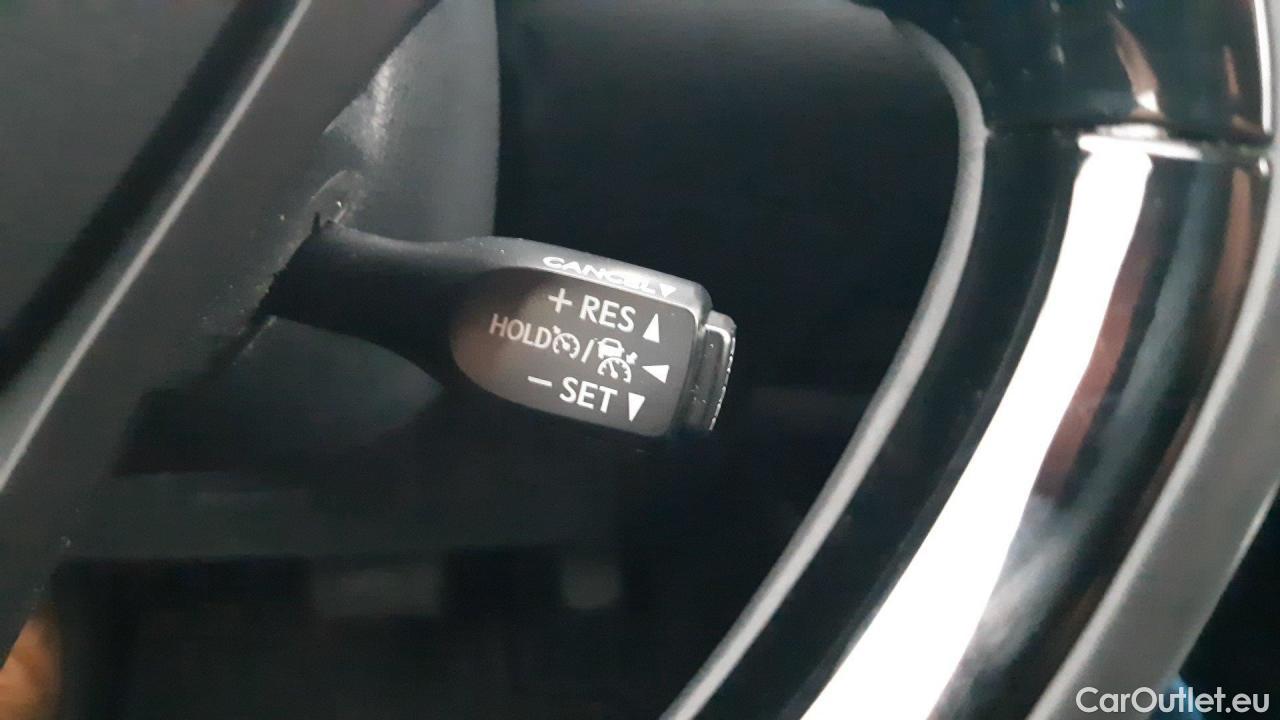 CANCEL▼
+ RES ▲
HOLD / ◀
− SET ▼
CarOutlet.eu